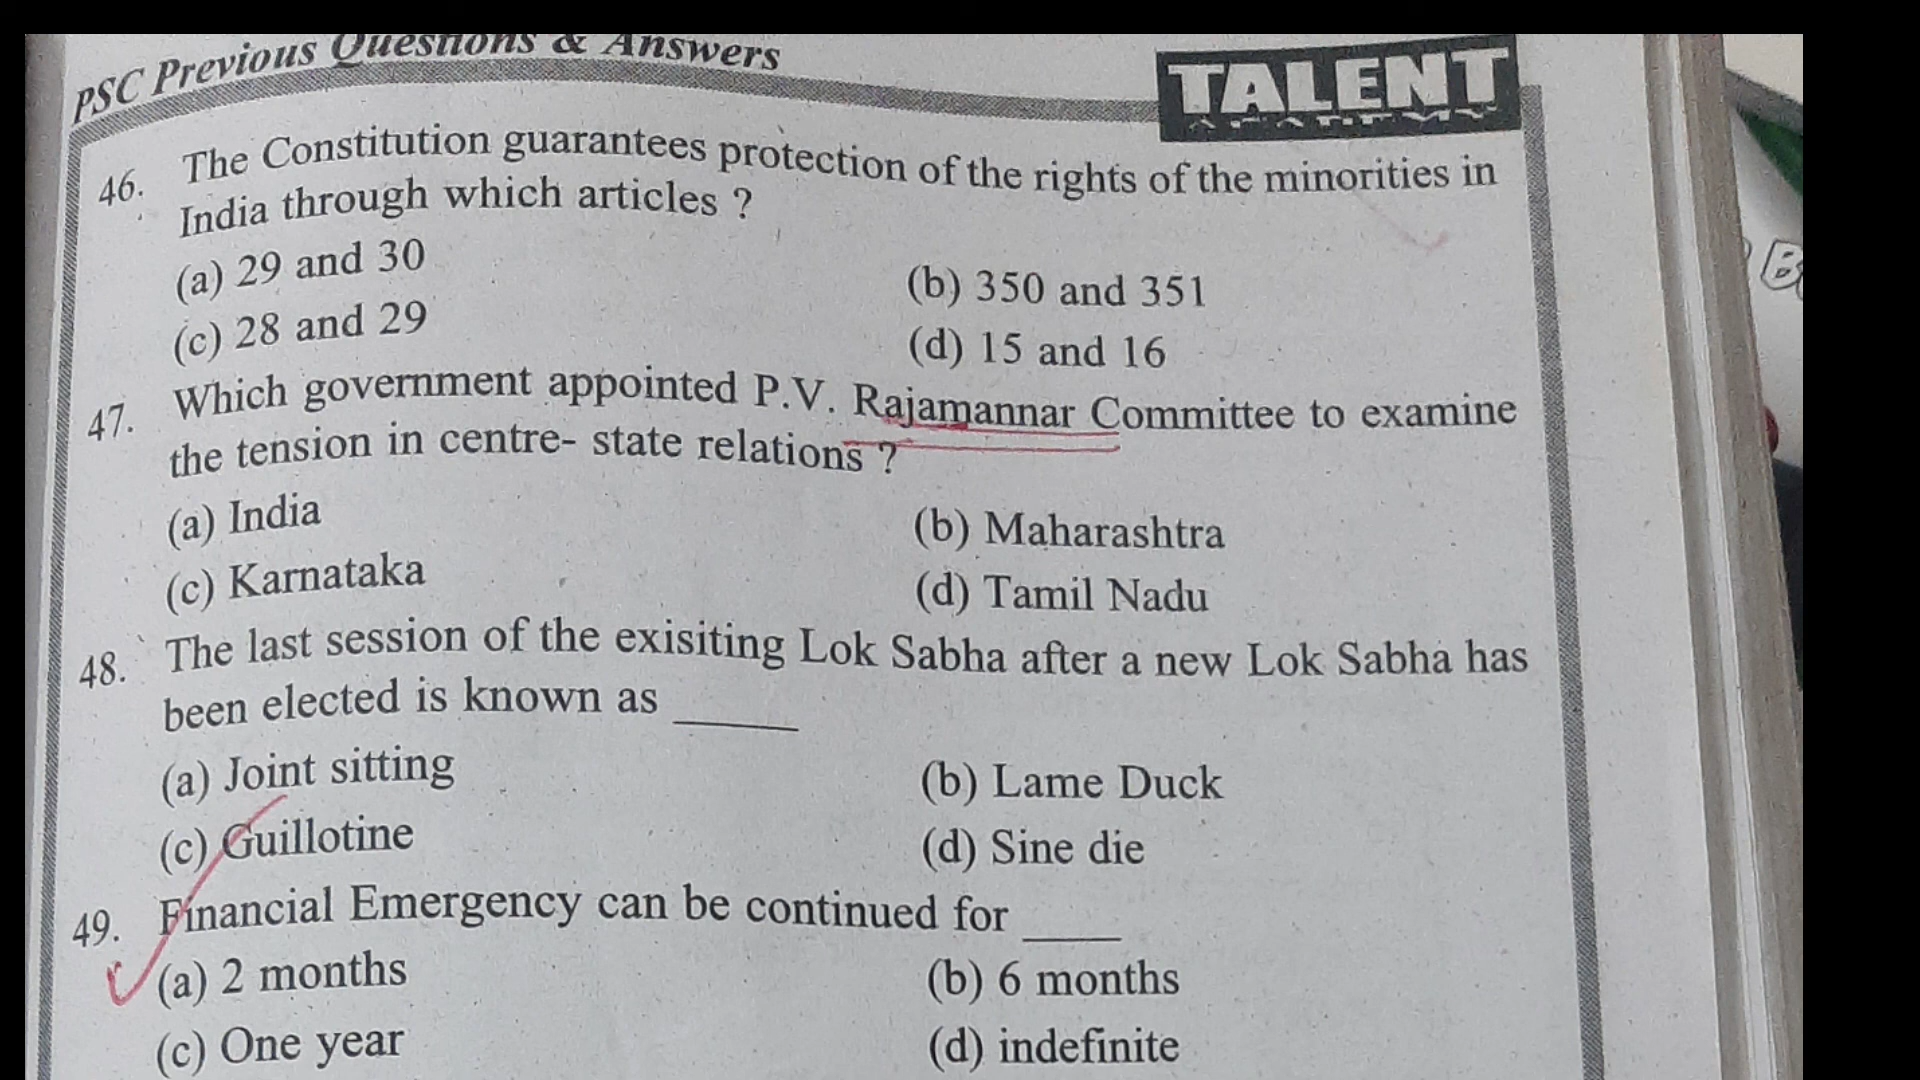 PSC Previous Questions & Answers
TALENT
46. The Constitution guarantees protection of the rights of the minorities in
India through which articles ?
(a) 29 and 30 (b) 350 and 351
(c) 28 and 29 (d) 15 and 16
47. Which government appointed P.V. Rajamannar Committee to examine
the tension in centre- state relations ?
(a) India (b) Maharashtra
(c) Karnataka (d) Tamil Nadu
48. The last session of the exisiting Lok Sabha after a new Lok Sabha has
been elected is known as ______
(a) Joint sitting (b) Lame Duck
(c) Guillotine (d) Sine die
49. Financial Emergency can be continued for ____
(a) 2 months (b) 6 months
(c) One year (d) indefinite